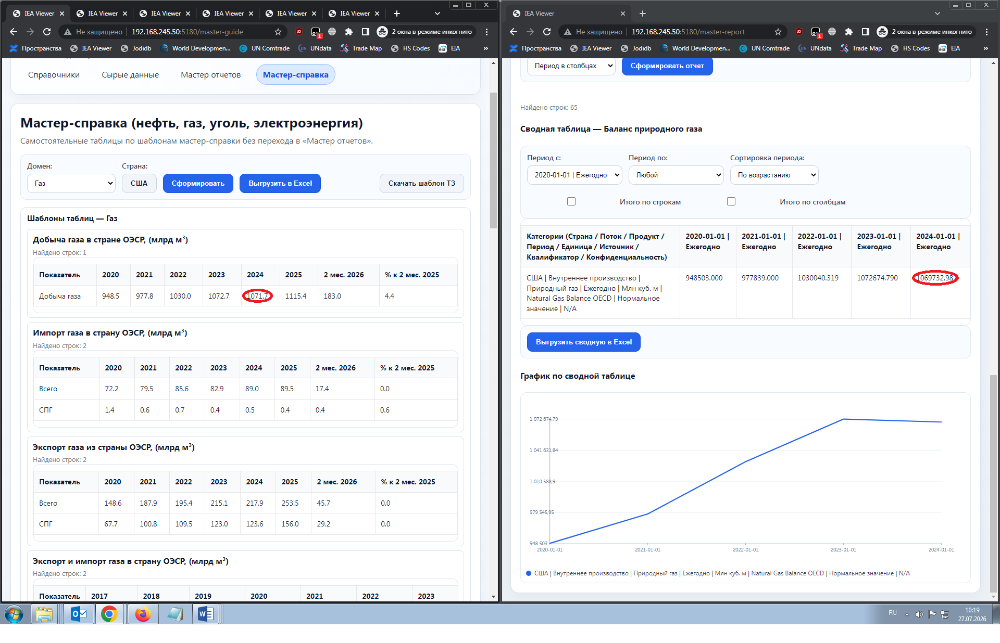 IEA Viewer
IEA Viewer
IEA Viewer
IEA Viewer
IEA Viewer
IEA Viewer
Не защищено 192.168.245.50:5180/master-guide
2 окна в режиме инкогнито
Пространства IEA Viewer Jodidb World Developmen... UN Comtrade UNdata Trade Map HS Codes EIA »
Справочники Сырые данные Мастер отчетов Мастер-справка
Мастер-справка (нефть, газ, уголь, электроэнергия)
Самостоятельные таблицы по шаблонам мастер-справки без перехода в «Мастер отчетов».
Домен: Страна:
Газ США Сформировать Выгрузить в Excel Скачать шаблон ТЗ
Шаблоны таблиц — Газ
Добыча газа в стране ОЭСР, (млрд м³)
Найдено строк: 1
Показатель 2020 2021 2022 2023 2024 2025 2 мес. 2026 % к 2 мес. 2025
Добыча газа 948.5 977.8 1030.0 1072.7 1071.7 1115.4 183.0 4.4
Импорт газа в страну ОЭСР, (млрд м³)
Найдено строк: 2
Показатель 2020 2021 2022 2023 2024 2025 2 мес. 2026 % к 2 мес. 2025
Всего 72.2 79.5 85.6 82.9 89.0 89.5 17.4 0.0
СПГ 1.4 0.6 0.7 0.4 0.5 0.4 0.4 0.6
Экспорт газа из страны ОЭСР, (млрд м³)
Найдено строк: 2
Показатель 2020 2021 2022 2023 2024 2025 2 мес. 2026 % к 2 мес. 2025
Всего 148.6 187.9 195.4 215.1 217.9 253.5 45.7 0.0
СПГ 67.7 100.8 109.5 123.0 123.6 156.0 29.2 0.0
Экспорт и импорт газа в страну ОЭСР, (млрд м³)
Найдено строк: 2
Показатель 2017 2018 2019 2020 2021 2022 2023
IEA Viewer
Не защищено 192.168.245.50:5180/master-report
2 окна в режиме инкогнито
Пространства IEA Viewer Jodidb World Developmen... UN Comtrade UNdata Trade Map HS Codes EIA »
Период в столбцах Сформировать отчет
Найдено строк: 65
Сводная таблица — Баланс природного газа
Период с: Период по: Сортировка периода:
2020-01-01 | Ежегодно Любой По возрастанию
Итого по строкам Итого по столбцам
Категории (Страна / Поток / Продукт / 2020-01-01 | 2021-01-01 | 2022-01-01 | 2023-01-01 | 2024-01-01 |
Период / Единица / Источник / Ежегодно Ежегодно Ежегодно Ежегодно Ежегодно
Квалификатор / Конфиденциальность)
США | Внутреннее производство | 948503.000 977839.000 1030040.319 1072674.790 1069732.98
Природный газ | Ежегодно | Млн куб. м |
Natural Gas Balance OECD | Нормальное
значение | N/A
Выгрузить сводную в Excel
График по сводной таблице
1 072 674,79
1 041 631,84
1 010 588,9
979 545,95
948 503
2020-01-01 2021-01-01 2022-01-01 2023-01-01 2024-01-01
США | Внутреннее производство | Природный газ | Ежегодно | Млн куб. м | Natural Gas Balance OECD | Нормальное значение | N/A
RU
10:19
27.07.2026